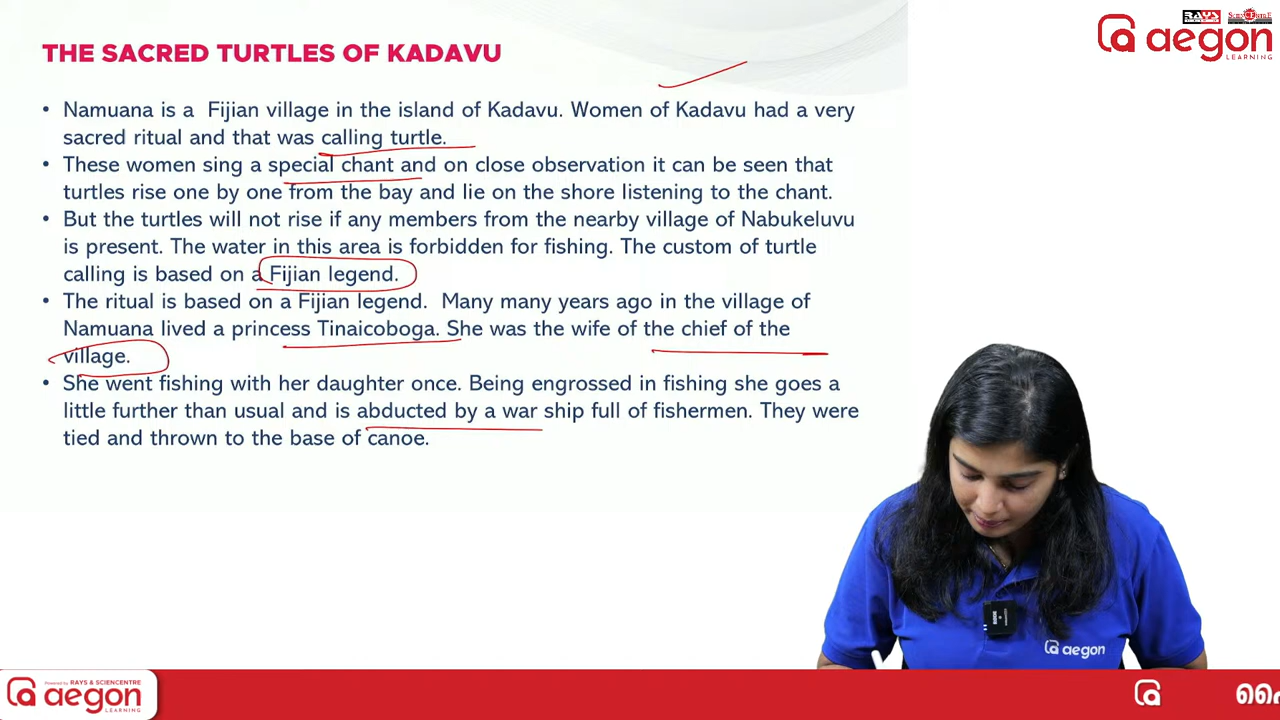 RAYS
aegon
LEARNING
THE SACRED TURTLES OF KADAVU
• Namuana is a Fijian village in the island of Kadavu. Women of Kadavu had a very
sacred ritual and that was calling turtle.
• These women sing a special chant and on close observation it can be seen that
turtles rise one by one from the bay and lie on the shore listening to the chant.
• But the turtles will not rise if any members from the nearby village of Nabukeluvu
is present. The water in this area is forbidden for fishing. The custom of turtle
calling is based on a Fijian legend.
• The ritual is based on a Fijian legend. Many many years ago in the village of
Namuana lived a princess Tinaicoboga. She was the wife of the chief of the
village.
• She went fishing with her daughter once. Being engrossed in fishing she goes a
little further than usual and is abducted by a war ship full of fishermen. They were
tied and thrown to the base of canoe.
aegon
Powered by RAYS & SCIENCENTRE
aegon
LEARNING